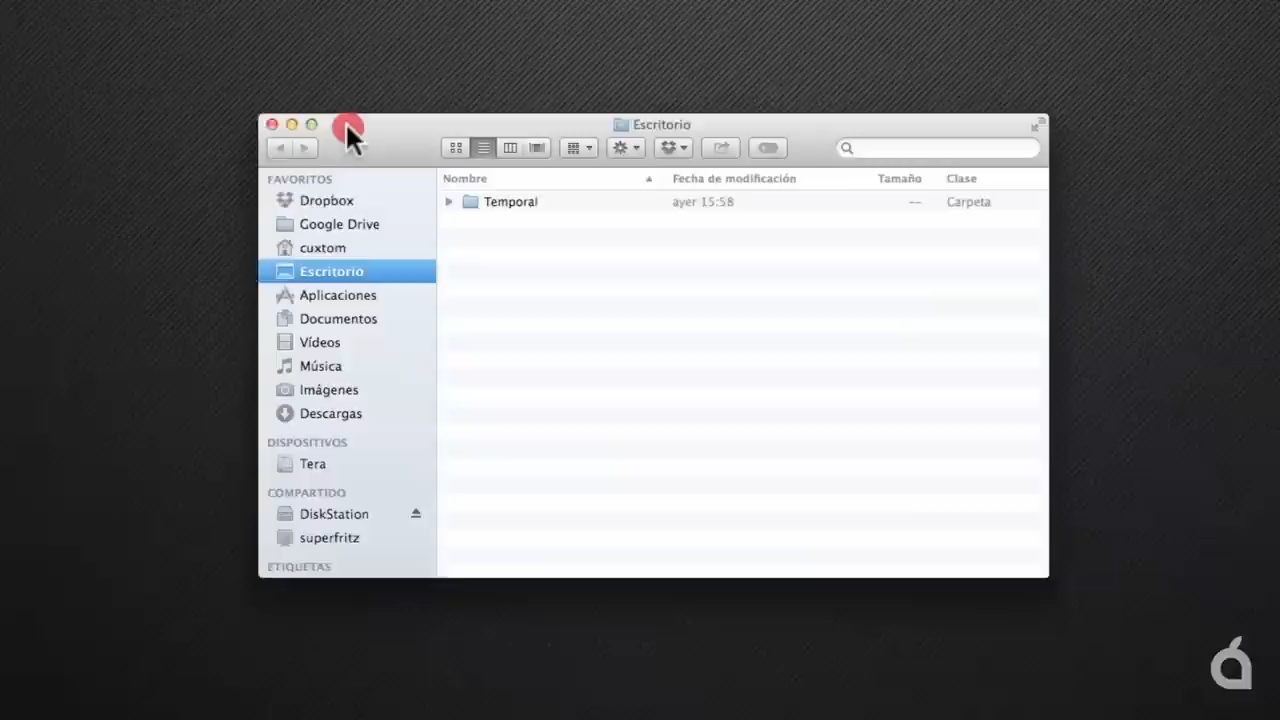 Escritorio
FAVORITOS
Dropbox
Google Drive
cuxtom
Escritorio
Aplicaciones
Documentos
Vídeos
Música
Imágenes
Descargas
DISPOSITIVOS
Tera
COMPARTIDO
DiskStation
superfritz
ETIQUETAS
Nombre Fecha de modificación Tamaño Clase
Temporal ayer 15:58 -- Carpeta